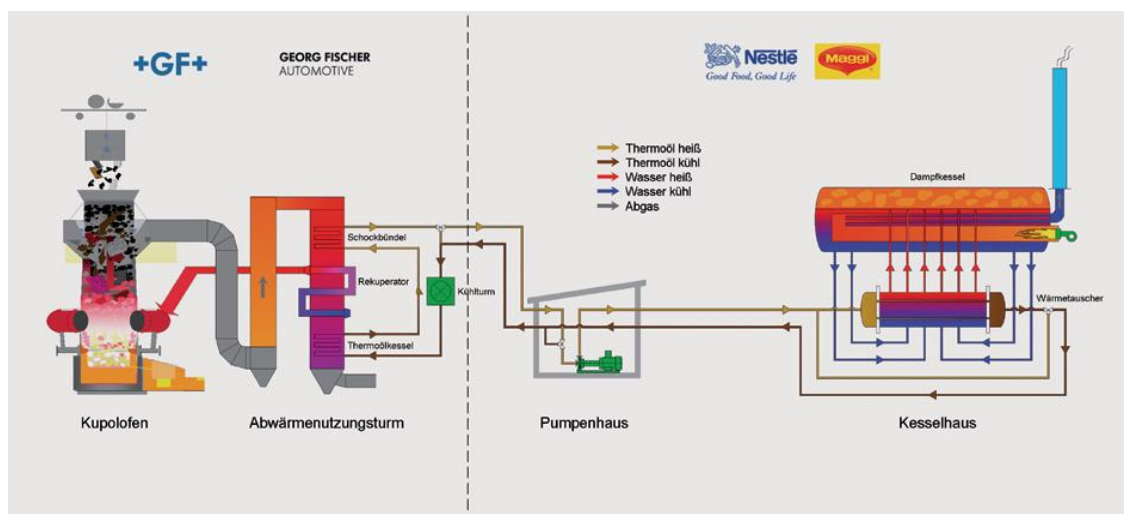 +GF+
GEORG FISCHER
AUTOMOTIVE
Nestlé
Good Food, Good Life
Maggi
Thermoöl heiß
Thermoöl kühl
Wasser heiß
Wasser kühl
Abgas
Dampfkessel
Schockbündel
Rekuperator
Kühlturm
Wärmetauscher
Thermoölkessel
Kupolofen
Abwärmenutzungsturm
Pumpenhaus
Kesselhaus